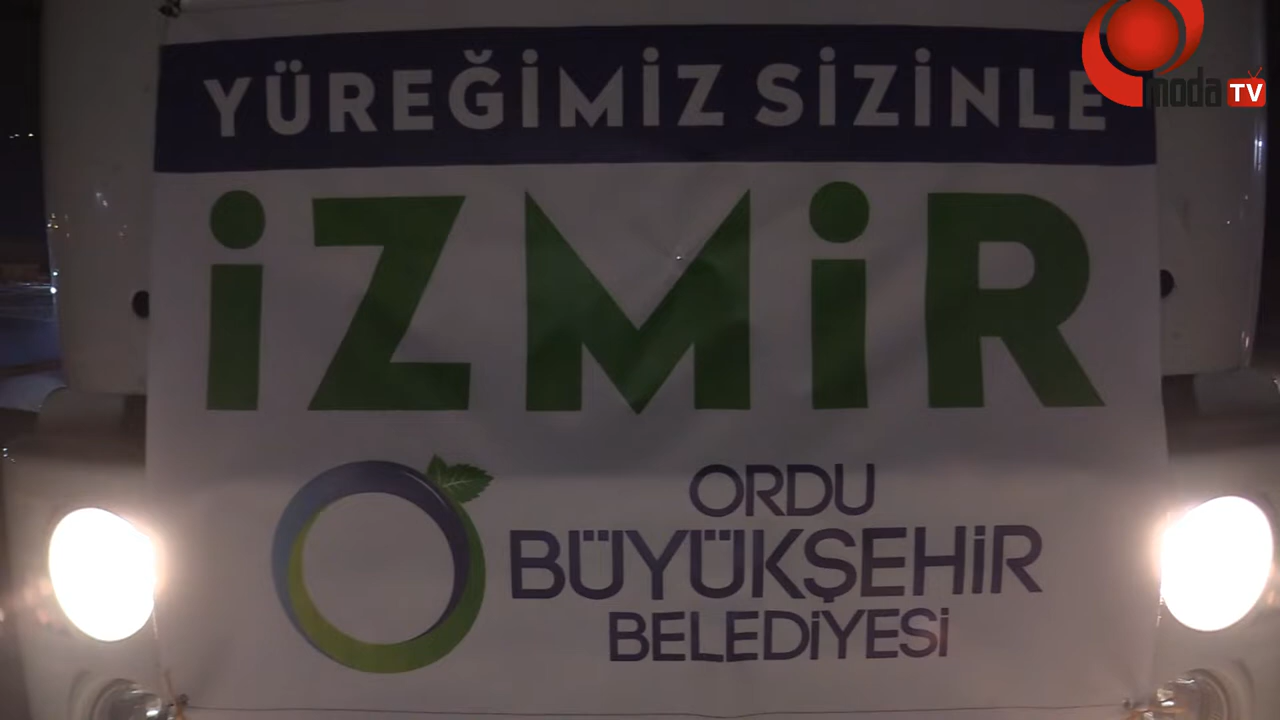 YÜREĞİMİZ SİZİNLE
moda TV
İZMİR
ORDU
BÜYÜKŞEHİR
BELEDİYESİ